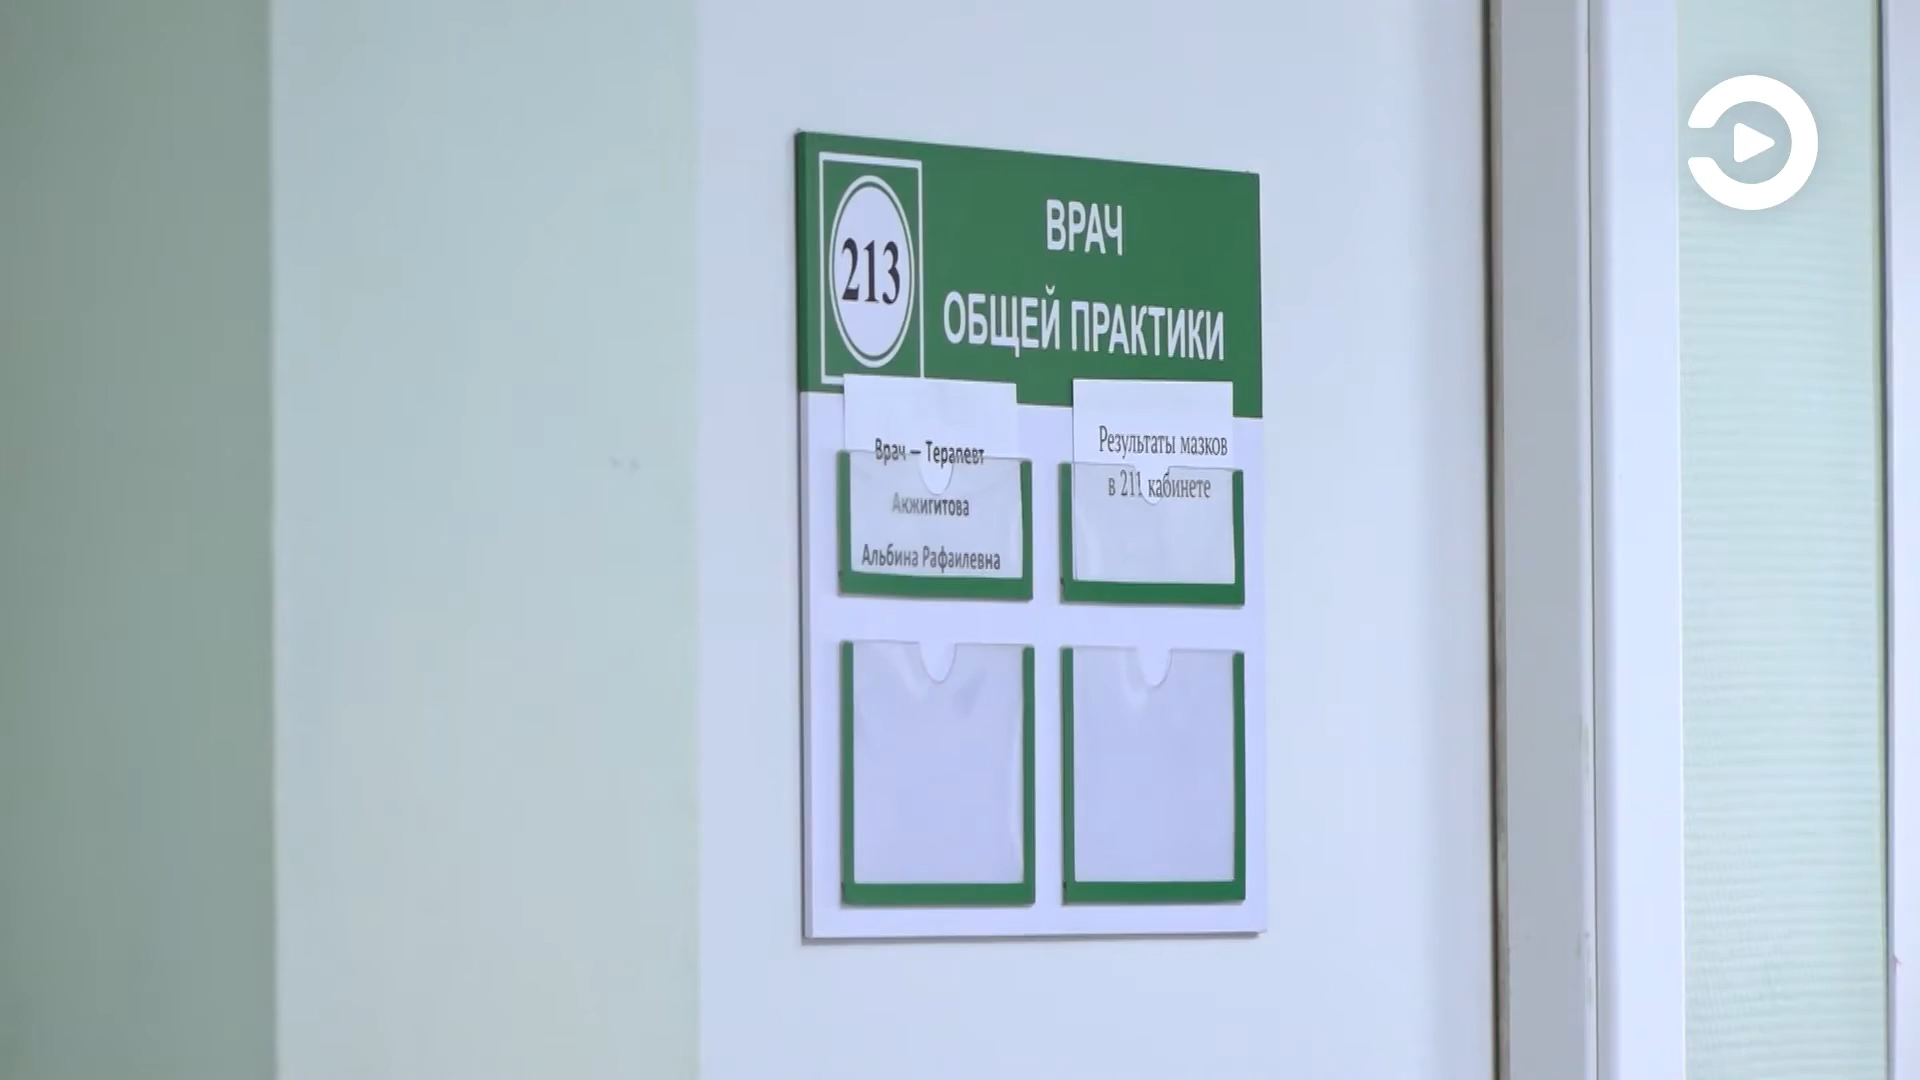 213
ВРАЧ
ОБЩЕЙ ПРАКТИКИ
Врач – Терапевт
Акжигитова
Альбина Рафаилевна
Результаты мазков
в 211 кабинете